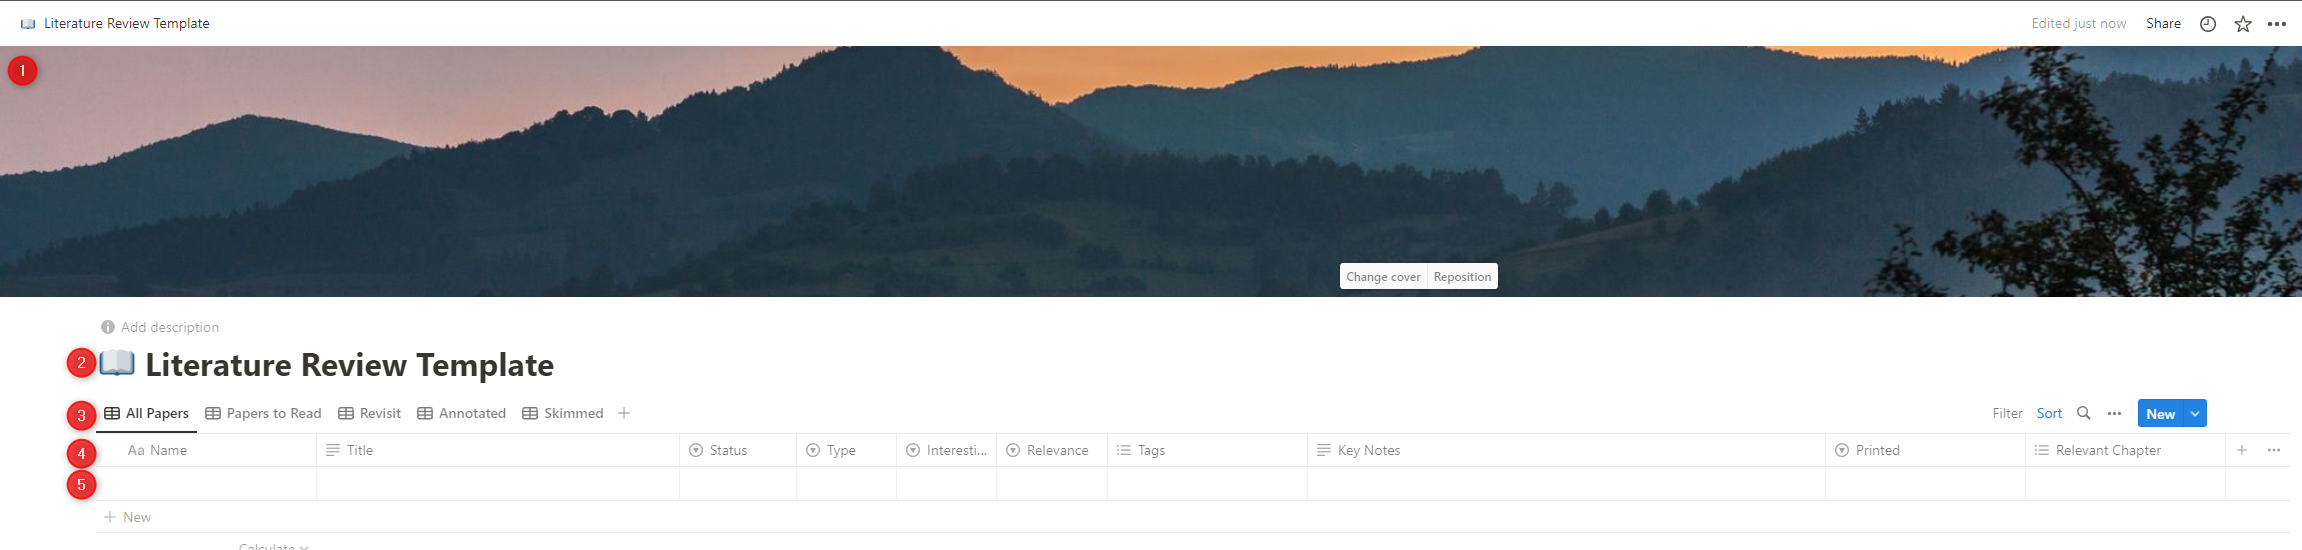 Literature Review Template Edited just now Share
1
Change cover Reposition
Add description
2 Literature Review Template
3 All Papers Papers to Read Revisit Annotated Skimmed Filter Sort New
4 Aa Name Title Status Type Interesti... Relevance Tags Key Notes Printed Relevant Chapter
5
New
Calculate